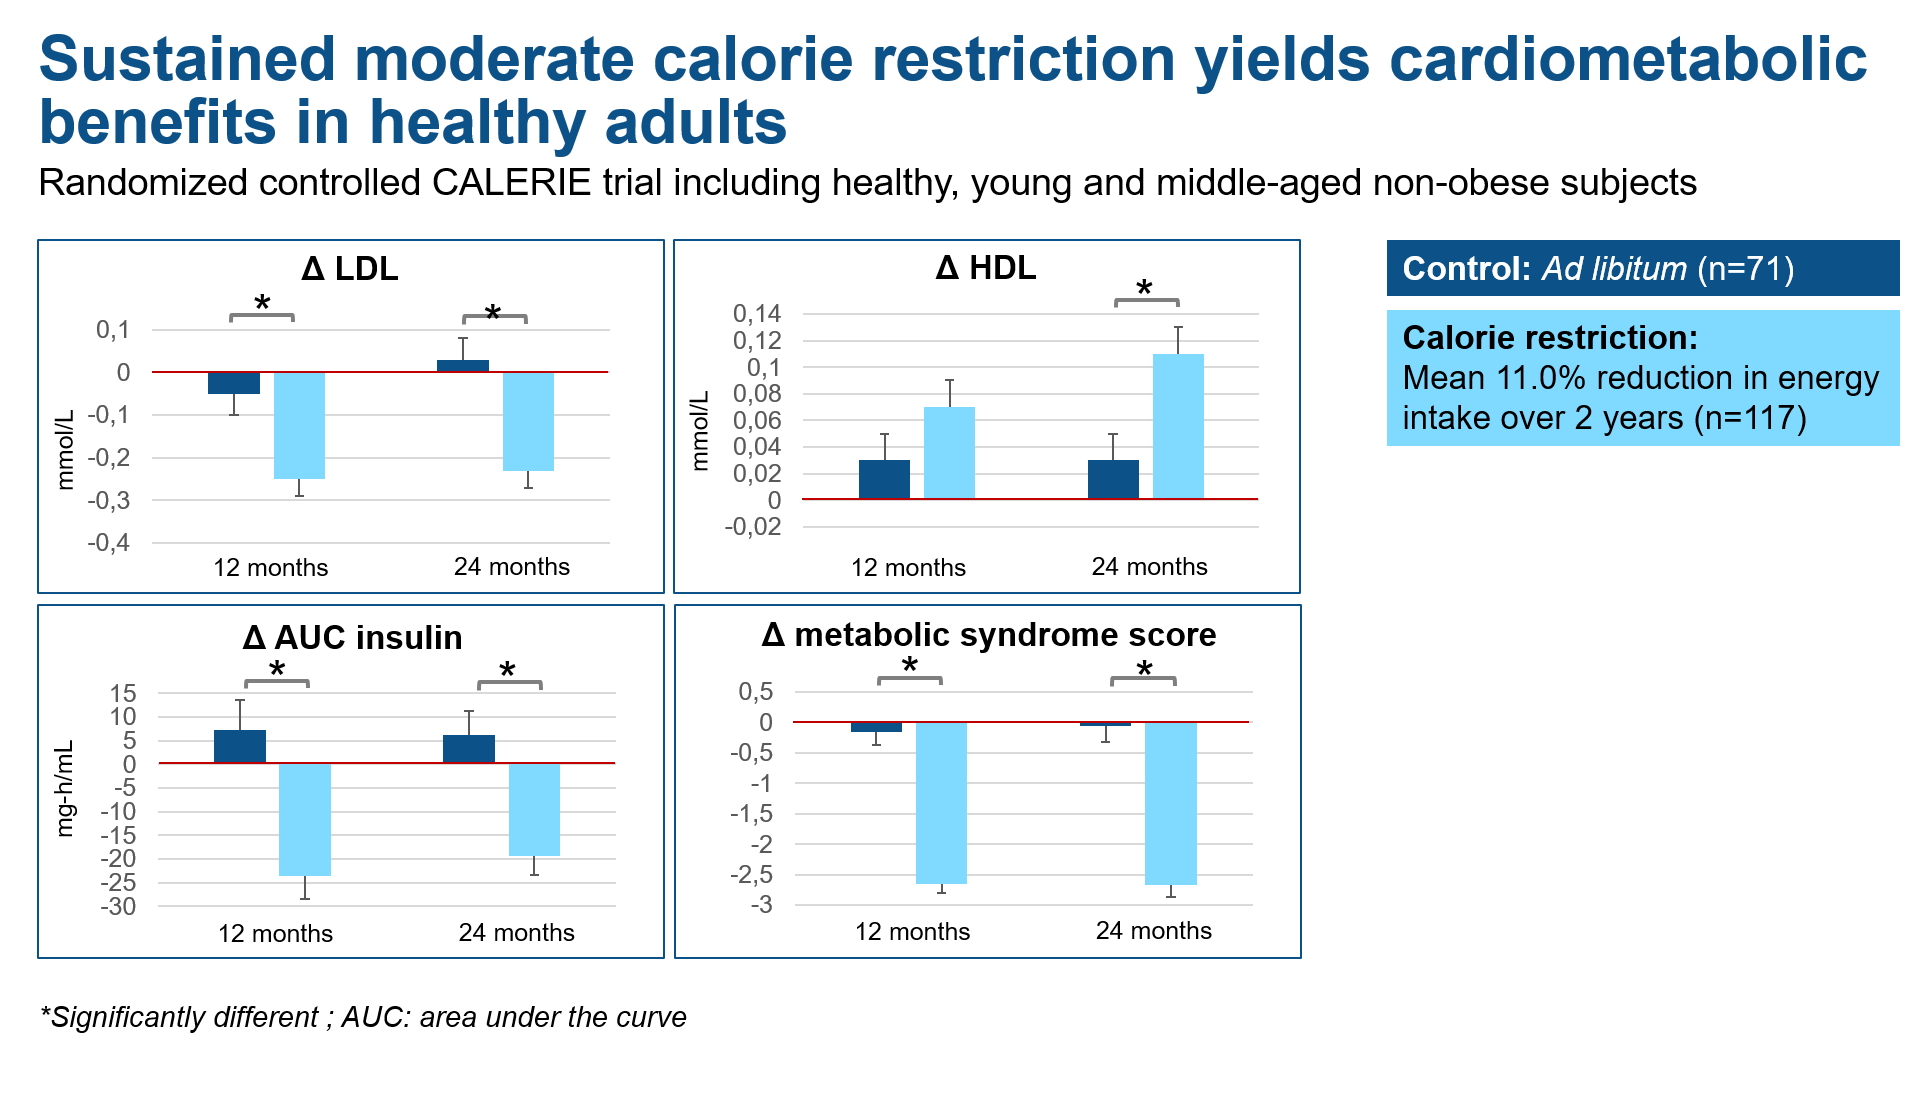 Sustained moderate calorie restriction yields cardiometabolic
benefits in healthy adults
Randomized controlled CALERIE trial including healthy, young and middle-aged non-obese subjects
Δ LDL
*
*
mmol/L
0,1
0
-0,1
-0,2
-0,3
-0,4
12 months
24 months
Δ HDL
*
mmol/L
0,14
0,12
0,1
0,08
0,06
0,04
0,02
0
-0,02
12 months
24 months
Control: Ad libitum (n=71)
Calorie restriction:
Mean 11.0% reduction in energy
intake over 2 years (n=117)
Δ AUC insulin
*
*
mg-h/mL
15
10
5
0
-5
-10
-15
-20
-25
-30
12 months
24 months
Δ metabolic syndrome score
*
*
0,5
0
-0,5
-1
-1,5
-2
-2,5
-3
12 months
24 months
*Significantly different ; AUC: area under the curve